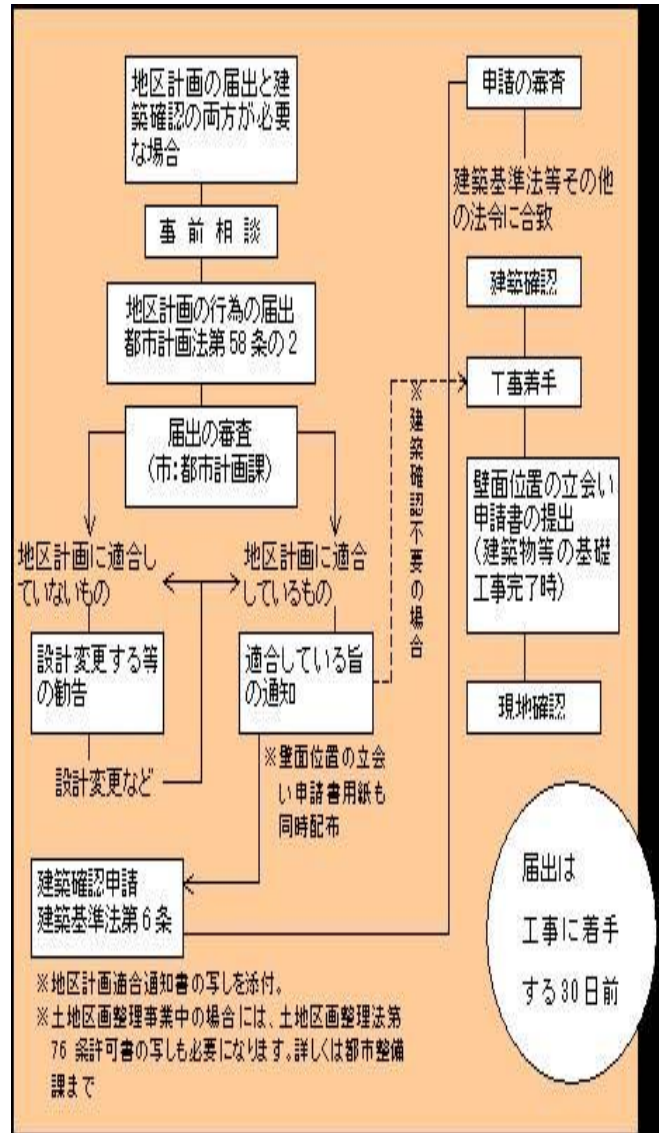 地区計画の届出と建
築確認の両方が必要
な場合
事前相談
地区計画の行為の届出
都市計画法第58条の2
届出の審査
(市:都市計画課)
地区計画に適合し
ていないもの
地区計画に適合
しているもの
設計変更する等
の勧告
適合している旨
の通知
設計変更など
※壁面位置の立会
い申請書用紙も
同時配布
建築確認申請
建築基準法第6条
※地区計画適合通知書の写しを添付。
※土地区画整理事業中の場合には、土地区画整理法第
76 条許可書の写しも必要になります。詳しくは都市整備
課まで
※建築確認不要の場合
申請の審査
建築基準法等その他
の法令に合致
建築確認
工事着手
壁面位置の立会い
申請書の提出
(建築物等の基礎
工事完了時)
現地確認
届出は
工事に着手
する30日前